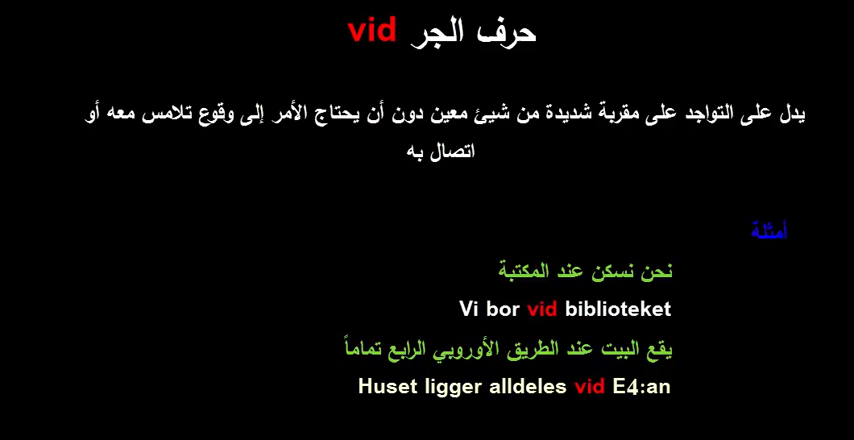 حرف الجر vid
يدل على التواجد على مقربة شديدة من شيئ معين دون أن يحتاج الأمر إلى وقوع تلامس معه أو
اتصال به
أمثلة
نحن نسكن عند المكتبة
Vi bor vid biblioteket
يقع البيت عند الطريق الأوروبي الرابع تماماً
Huset ligger alldeles vid E4:an